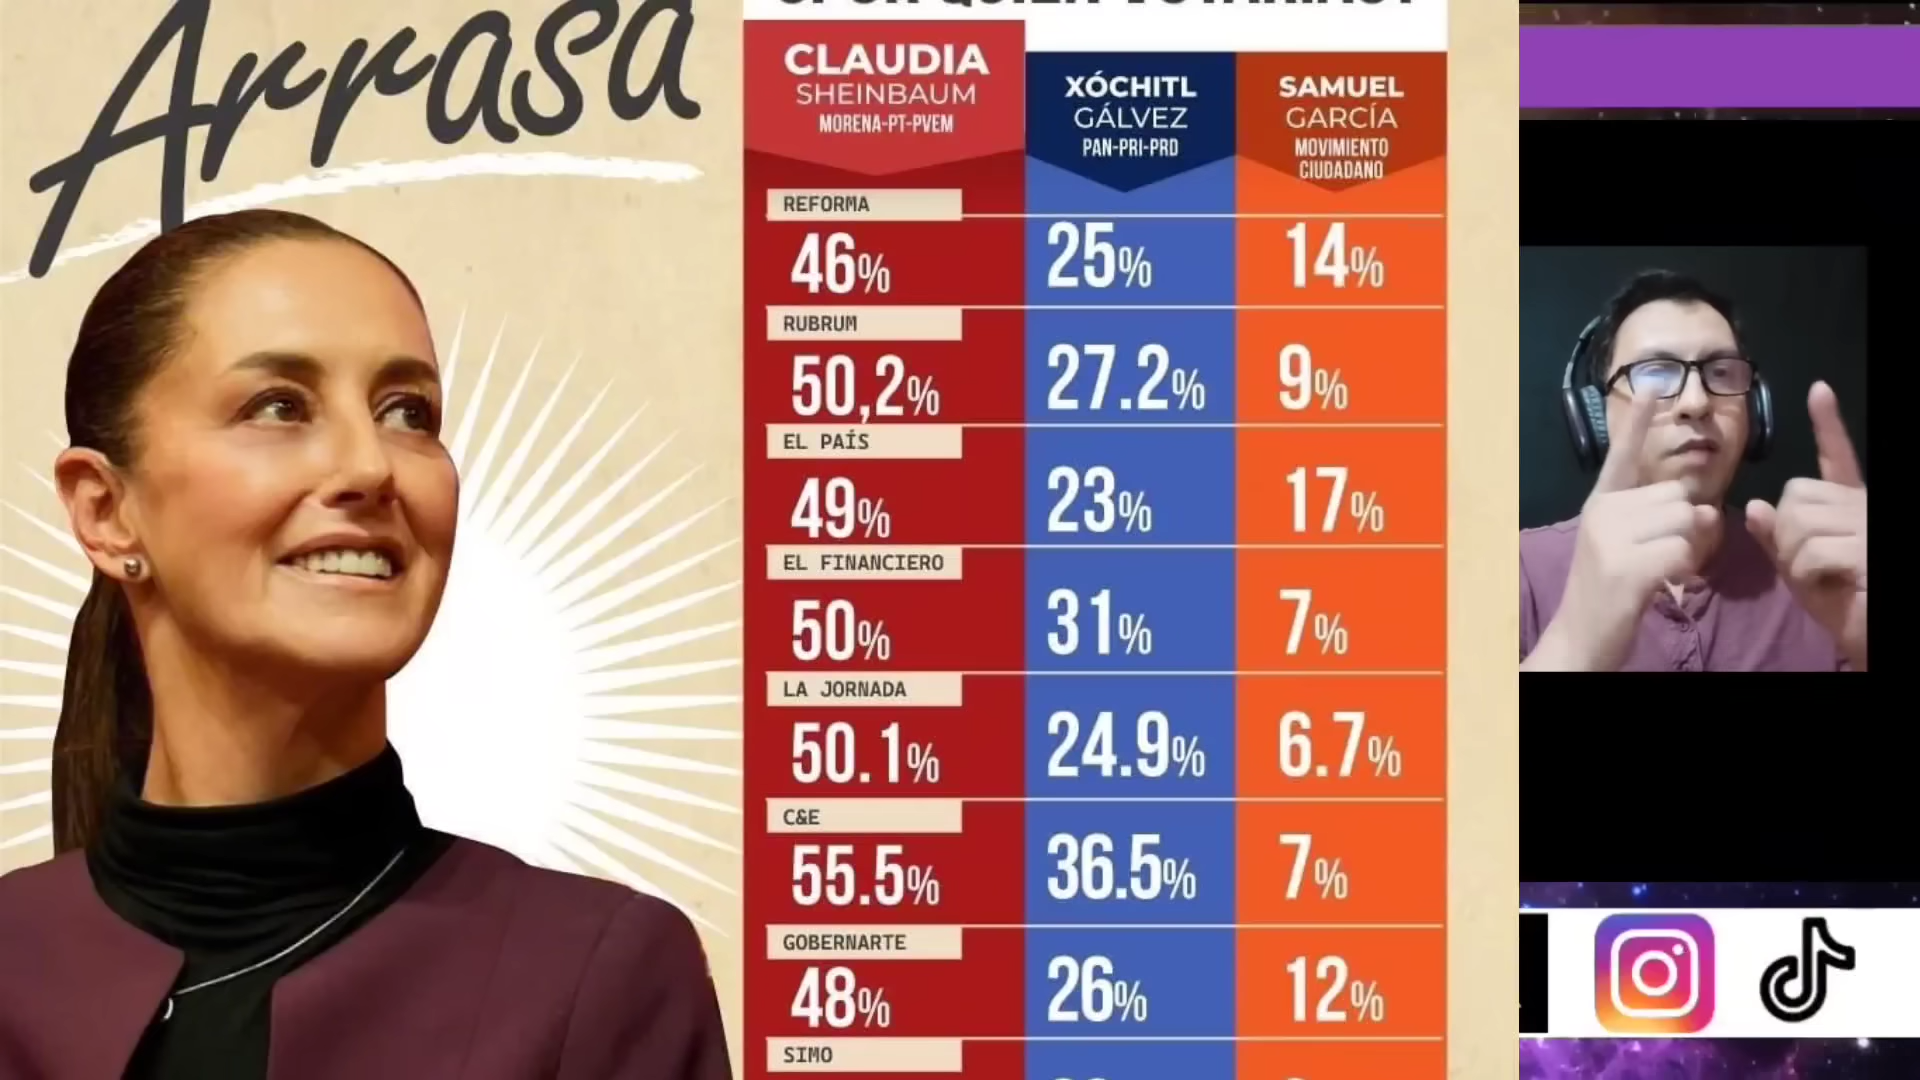 Arrasa
CLAUDIA
SHEINBAUM
MORENA-PT-PVEM
XÓCHITL
GÁLVEZ
PAN-PRI-PRD
SAMUEL
GARCÍA
MOVIMIENTO
CIUDADANO
REFORMA
46% 25% 14%
RUBRUM
50,2% 27.2% 9%
EL PAÍS
49% 23% 17%
EL FINANCIERO
50% 31% 7%
LA JORNADA
50.1% 24.9% 6.7%
C&E
55.5% 36.5% 7%
GOBERNARTE
48% 26% 12%
SIMO